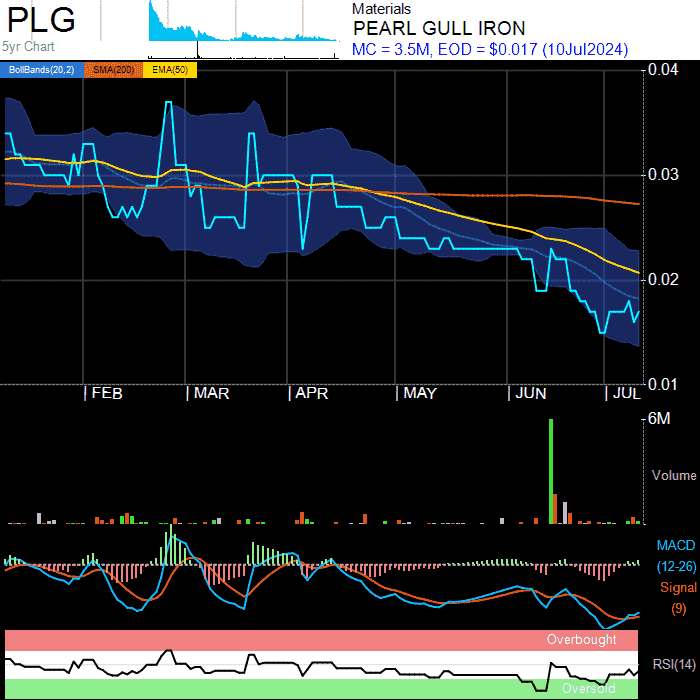 PLG
5yr Chart
Materials
PEARL GULL IRON
MC = 3.5M, EOD = $0.017 (10Jul2024)
BollBands(20,2) SMA(200) EMA(50)
0.04
0.03
0.02
0.01
FEB MAR APR MAY JUN JUL
6M
Volume
MACD
(12-26)
Signal
(9)
Overbought
RSI(14)
Oversold